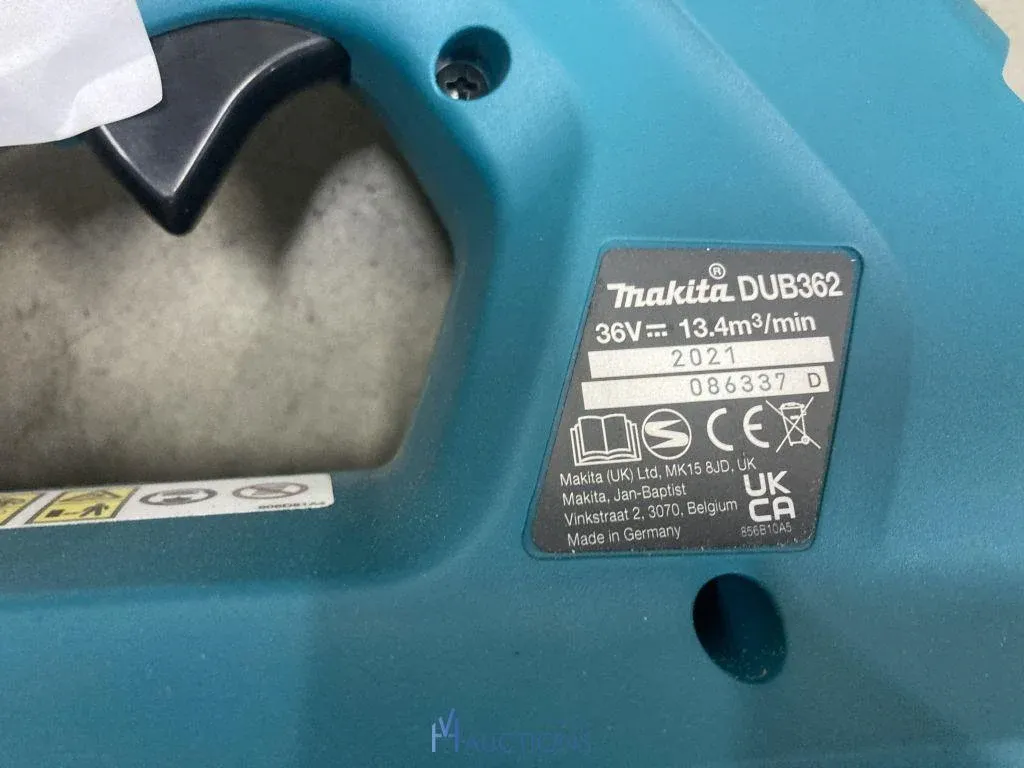 Makita® DUB362
36V⎓ 13.4m³/min
2021
086337 D
CE
Makita (UK) Ltd, MK15 8JD, UK
Makita, Jan-Baptist
Vinkstraat 2, 3070, Belgium
Made in Germany
UK
CA
856B10A5
AUCTIONS